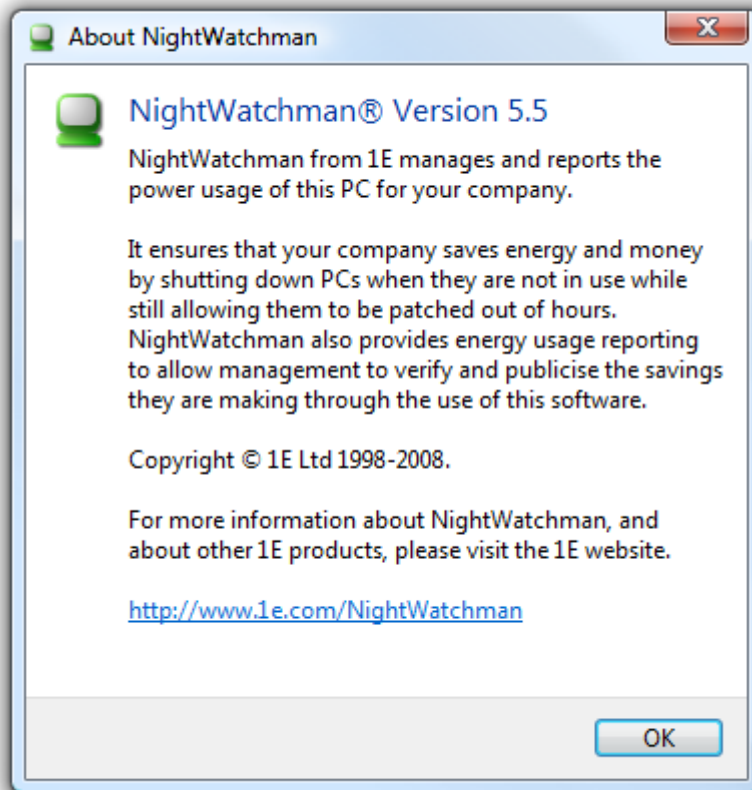 About NightWatchman
NightWatchman® Version 5.5
NightWatchman from 1E manages and reports the
power usage of this PC for your company.
It ensures that your company saves energy and money
by shutting down PCs when they are not in use while
still allowing them to be patched out of hours.
NightWatchman also provides energy usage reporting
to allow management to verify and publicise the savings
they are making through the use of this software.
Copyright © 1E Ltd 1998-2008.
For more information about NightWatchman, and
about other 1E products, please visit the 1E website.
http://www.1e.com/NightWatchman
OK